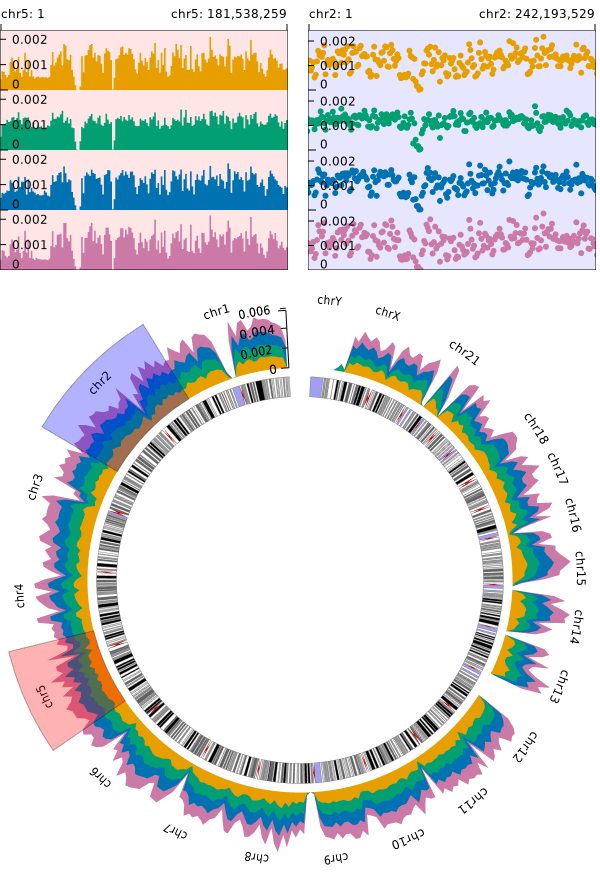 chr5: 1 chr5: 181,538,259 chr2: 1 chr2: 242,193,529
0.002
0.001
0
0.002
0.001
0
0.002
0.001
0
0.002
0.001
0
0.002
0.001
0
0.002
0.001
0
0.002
0.001
0
0.002
0.001
0
chr1
0.006
0.004
0.002
0
chrY
chrX
chr21
chr18
chr17
chr16
chr15
chr14
chr13
chr12
chr11
chr10
chr9
chr8
chr7
chr6
chr5
chr4
chr3
chr2